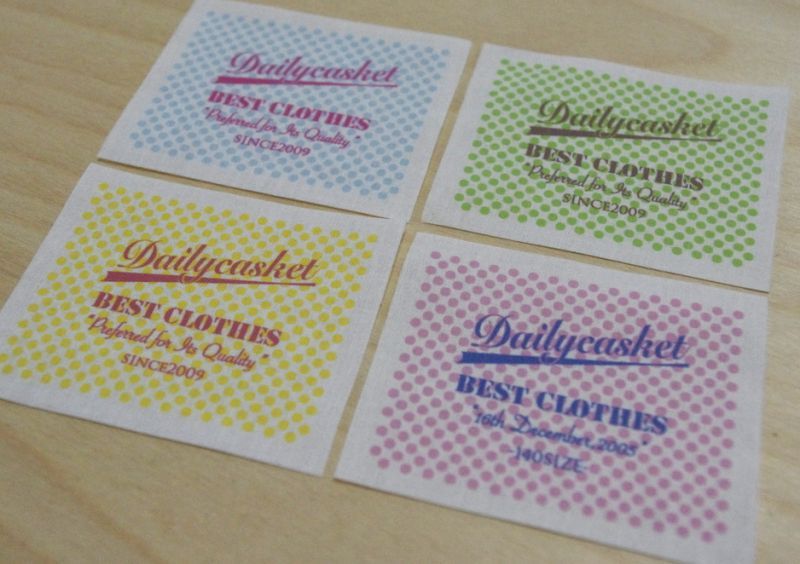 Dailycasket
BEST CLOTHES
"Preferred for Its Quality"
SINCE2009
Dailycasket
BEST CLOTHES
"Preferred for Its Quality"
SINCE2009
Dailycasket
BEST CLOTHES
"Preferred for Its Quality"
SINCE2009
Dailycasket
BEST CLOTHES
"16th December,2005"
-140SIZE-